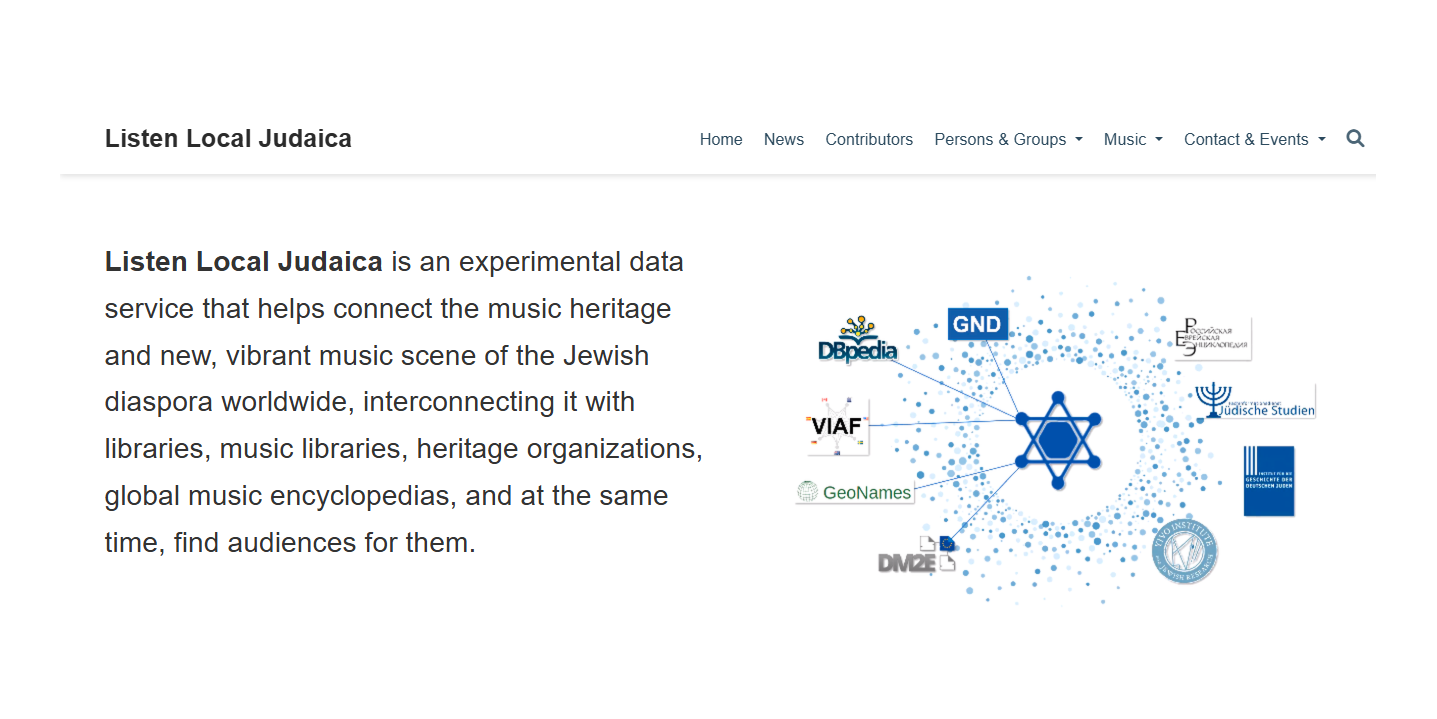 Listen Local Judaica
Home News Contributors Persons & Groups Music Contact & Events
Listen Local Judaica is an experimental data
service that helps connect the music heritage
and new, vibrant music scene of the Jewish
diaspora worldwide, interconnecting it with
libraries, music libraries, heritage organizations,
global music encyclopedias, and at the same
time, find audiences for them.
GND
DBpedia
VIAF
GeoNames
DM2E
РОССИЙСКАЯ
ЕВРЕЙСКАЯ
ЭНЦИКЛОПЕДИЯ
Jüdische Studien
INSTITUT FÜR DIE
GESCHICHTE DER
DEUTSCHEN JUDEN
YIVO INSTITUTE
FOR JEWISH RESEARCH